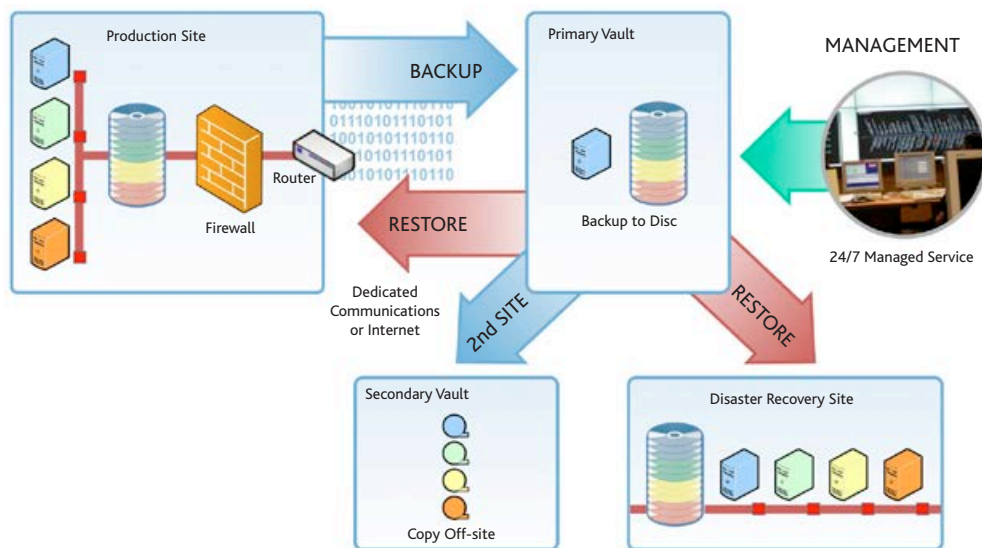 Production Site
Router
Firewall
BACKUP
10010101110110
01110101110101
10010101110110
10010101110101
10010101110110
RESTORE
Dedicated
Communications
or Internet
Primary Vault
Backup to Disc
MANAGEMENT
24/7 Managed Service
2nd SITE
RESTORE
Secondary Vault
Copy Off-site
Disaster Recovery Site